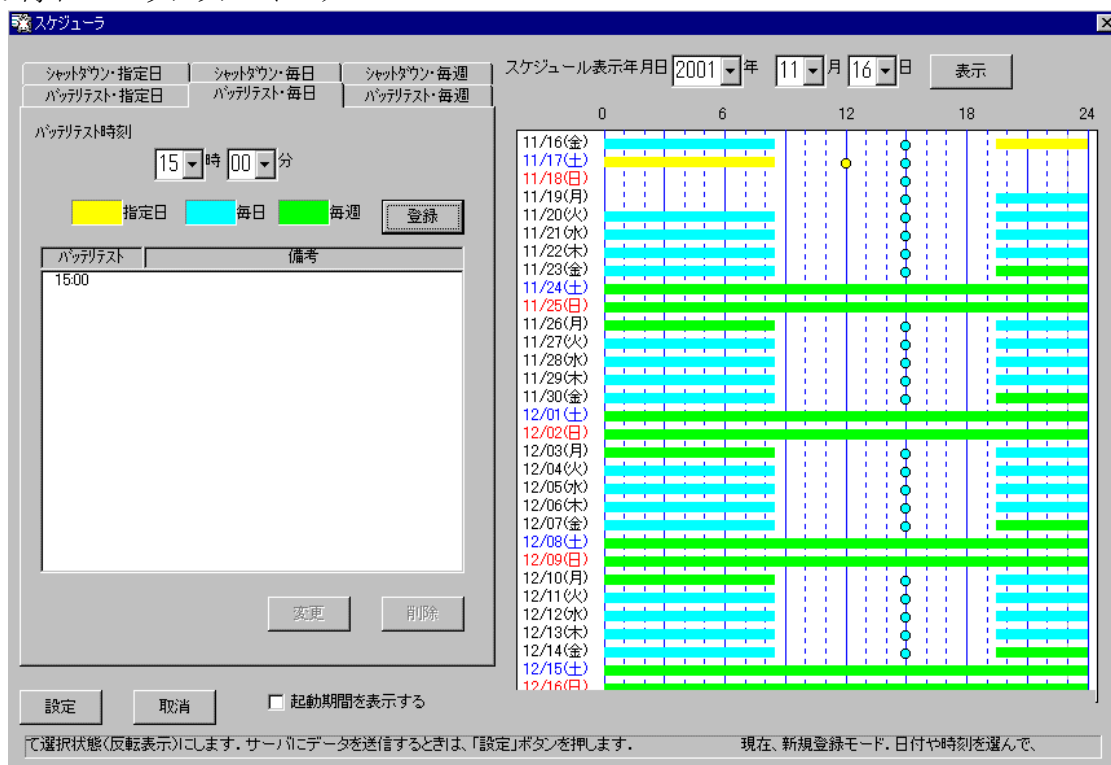 スケジューラ
シャットダウン・指定日 シャットダウン・毎日 シャットダウン・毎週
バッテリテスト・指定日 バッテリテスト・毎日 バッテリテスト・毎週
スケジュール表示年月日 2001 年 11 月 16 日 表示
バッテリテスト時刻
15 時 00 分
指定日 毎日 毎週 登録
バッテリテスト 備考
15:00
変更 削除
0 6 12 18 24
11/16(金)
11/17(土)
11/18(日)
11/19(月)
11/20(火)
11/21(水)
11/22(木)
11/23(金)
11/24(土)
11/25(日)
11/26(月)
11/27(火)
11/28(水)
11/29(木)
11/30(金)
12/01(土)
12/02(日)
12/03(月)
12/04(火)
12/05(水)
12/06(木)
12/07(金)
12/08(土)
12/09(日)
12/10(月)
12/11(火)
12/12(水)
12/13(木)
12/14(金)
12/15(土)
12/16(日)
設定 取消 起動期間を表示する
て選択状態(反転表示)にします. サーバにデータを送信するときは、「設定」ボタンを押します. 現在、新規登録モード. 日付や時刻を選んで、